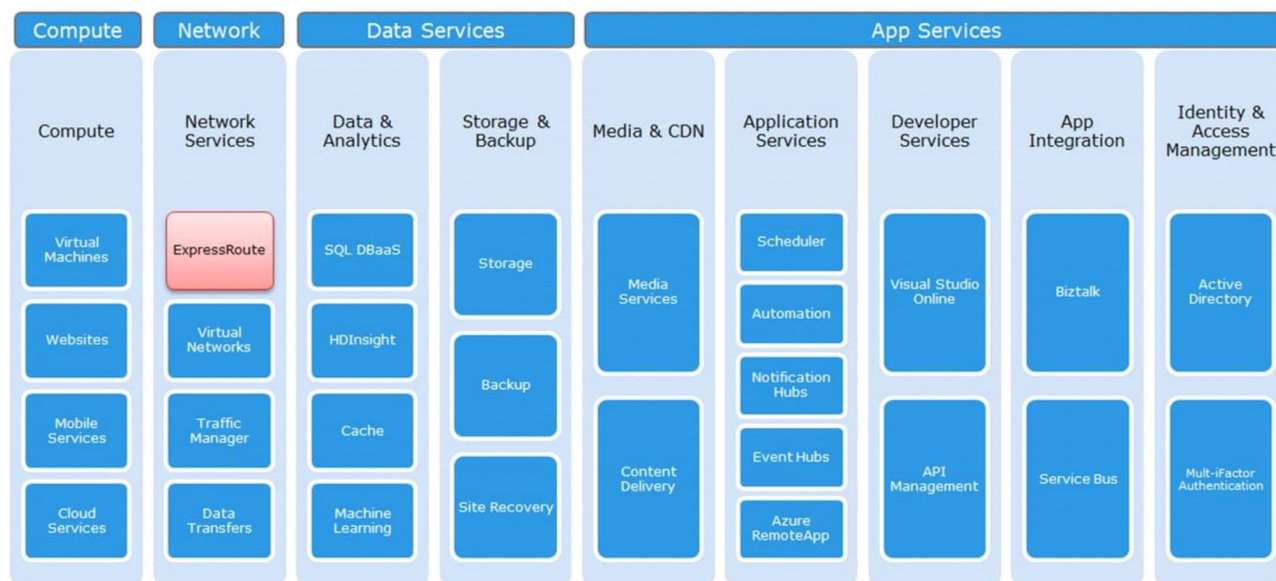 Compute
Network
Data Services
App Services
Compute
Network
Services
Data &
Analytics
Storage &
Backup
Media & CDN
Application
Services
Developer
Services
App
Integration
Identity &
Access
Management
Virtual
Machines
Websites
Mobile
Services
Cloud
Services
ExpressRoute
Virtual
Networks
Traffic
Manager
Data
Transfers
SQL DBaaS
HDInsight
Cache
Machine
Learning
Storage
Backup
Site Recovery
Media
Services
Content
Delivery
Scheduler
Automation
Notification
Hubs
Event Hubs
Azure
RemoteApp
Visual Studio
Online
API
Management
Biztalk
Service Bus
Active
Directory
Mult-iFactor
Authentication